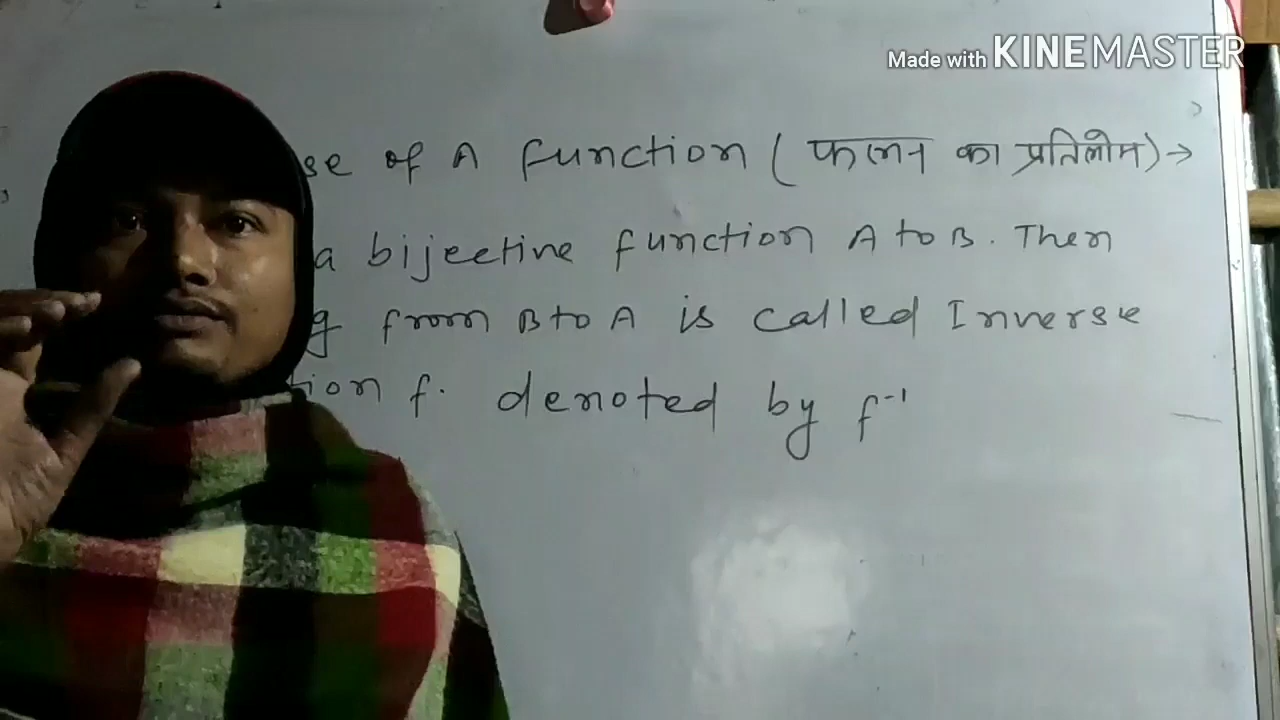 Made with KINEMASTER
se of A function ( फलन का प्रतिलोम) →
a bijective function A to B. Then
g from B to A is called Inverse
tion f. denoted by f⁻¹